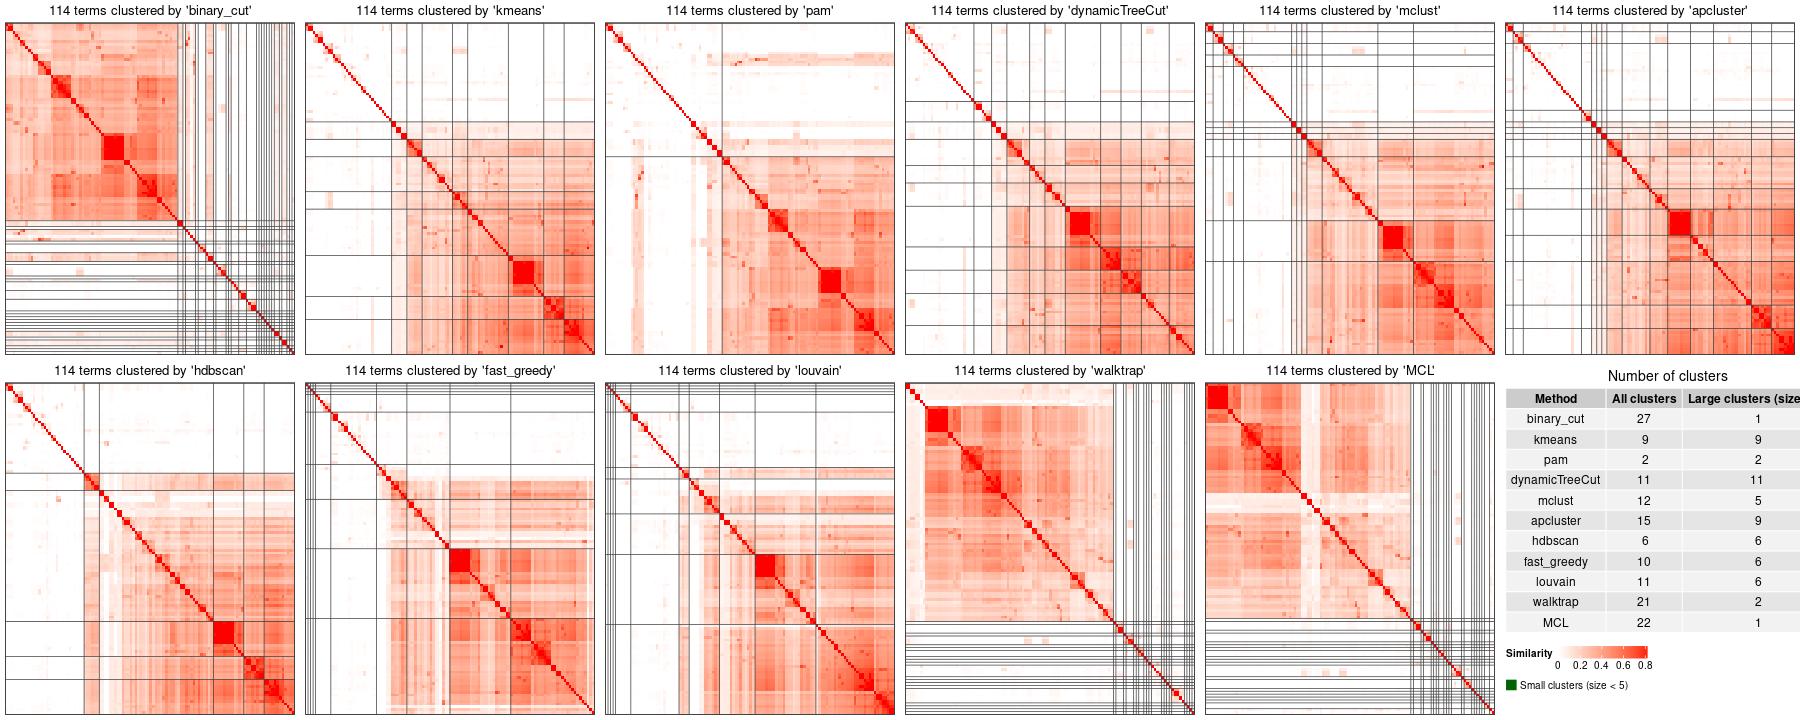 114 terms clustered by 'binary_cut'
114 terms clustered by 'kmeans'
114 terms clustered by 'pam'
114 terms clustered by 'dynamicTreeCut'
114 terms clustered by 'mclust'
114 terms clustered by 'apcluster'
114 terms clustered by 'hdbscan'
114 terms clustered by 'fast_greedy'
114 terms clustered by 'louvain'
114 terms clustered by 'walktrap'
114 terms clustered by 'MCL'
Number of clusters
Method All clusters Large clusters (size
binary_cut 27 1
kmeans 9 9
pam 2 2
dynamicTreeCut 11 11
mclust 12 5
apcluster 15 9
hdbscan 6 6
fast_greedy 10 6
louvain 11 6
walktrap 21 2
MCL 22 1
Similarity
0 0.2 0.4 0.6 0.8
Small clusters (size < 5)